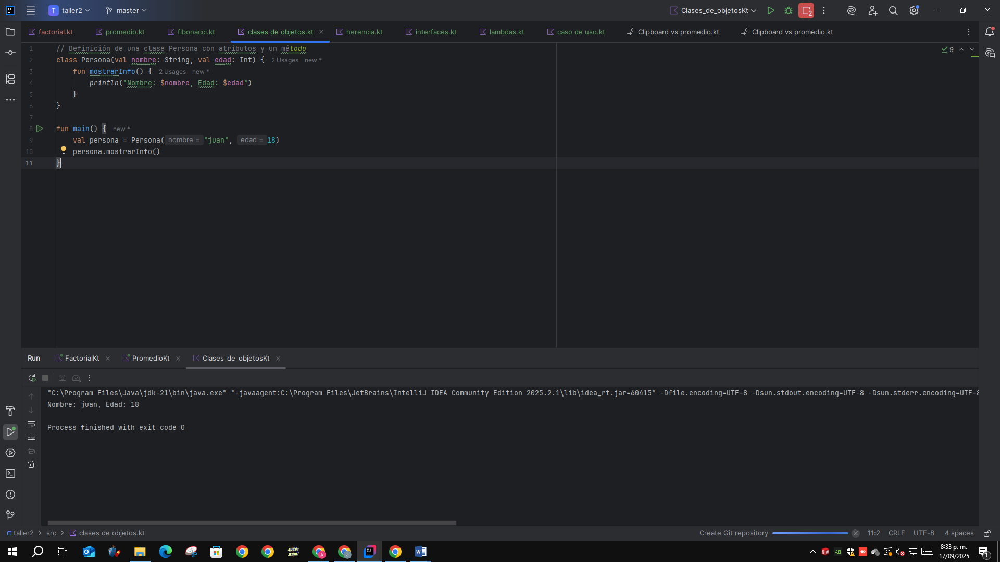 T taller2 master Clases_de_objetosKt 2
factorial.kt promedio.kt fibonacci.kt clases de objetos.kt herencia.kt interfaces.kt lambdas.kt caso de uso.kt Clipboard vs promedio.kt Clipboard vs promedio.kt
1 // Definición de una clase Persona con atributos y un método 9
2 class Persona(val nombre: String, val edad: Int) { 2 Usages new *
3 fun mostrarInfo() { 2 Usages new *
4 println("Nombre: $nombre, Edad: $edad")
5 }
6 }
7
8 fun main() { new *
9 val persona = Persona( nombre = "juan", edad = 18)
10 persona.mostrarInfo()
11 }
Run FactorialKt PromedioKt Clases_de_objetosKt
"C:\Program Files\Java\jdk-21\bin\java.exe" "-javaagent:C:\Program Files\JetBrains\IntelliJ IDEA Community Edition 2025.2.1\lib\idea_rt.jar=60415" -Dfile.encoding=UTF-8 -Dsun.stdout.encoding=UTF-8 -Dsun.stderr.encoding=UTF-8
Nombre: juan, Edad: 18
Process finished with exit code 0
taller2 > src > clases de objetos.kt Create Git repository 11:2 CRLF UTF-8 4 spaces
8:33 p. m.
17/09/2025
1